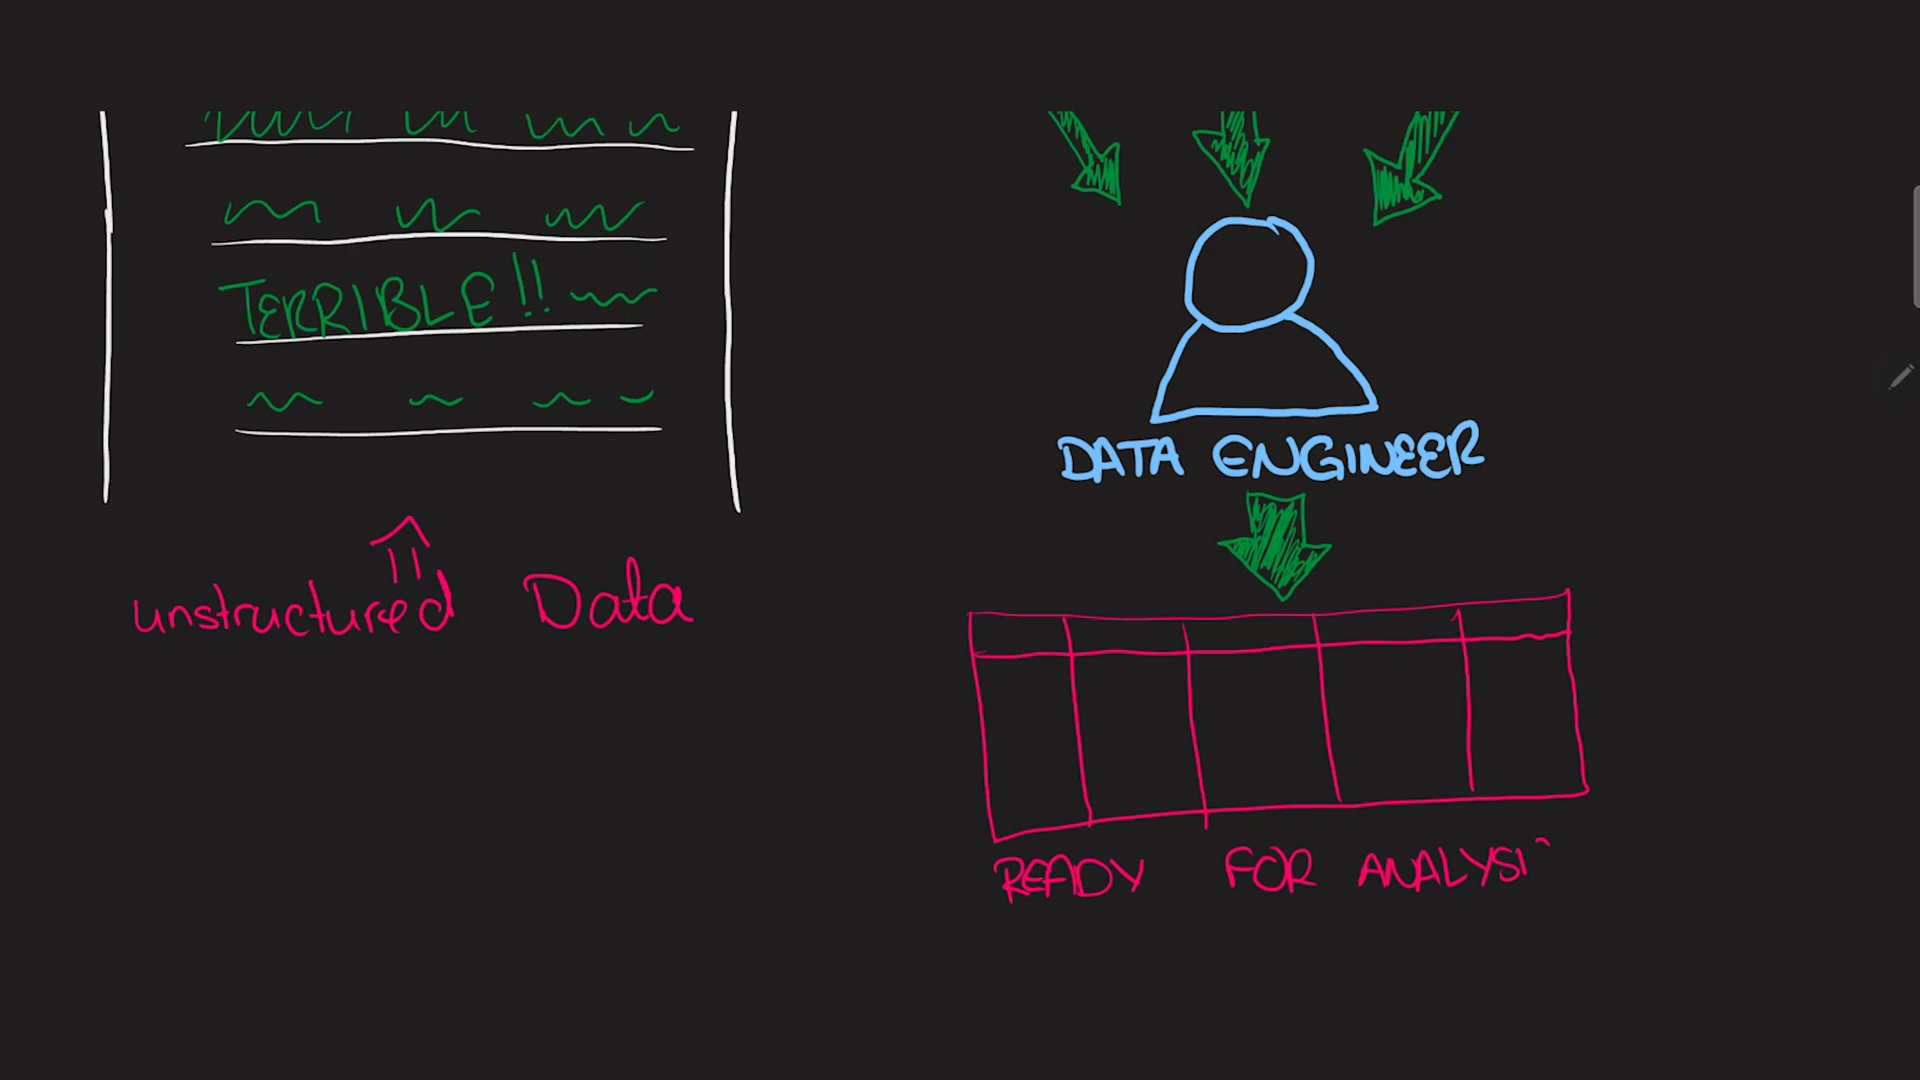 TERRIBLE!!
unstructured Data
DATA ENGINEER
READY FOR ANALYSI